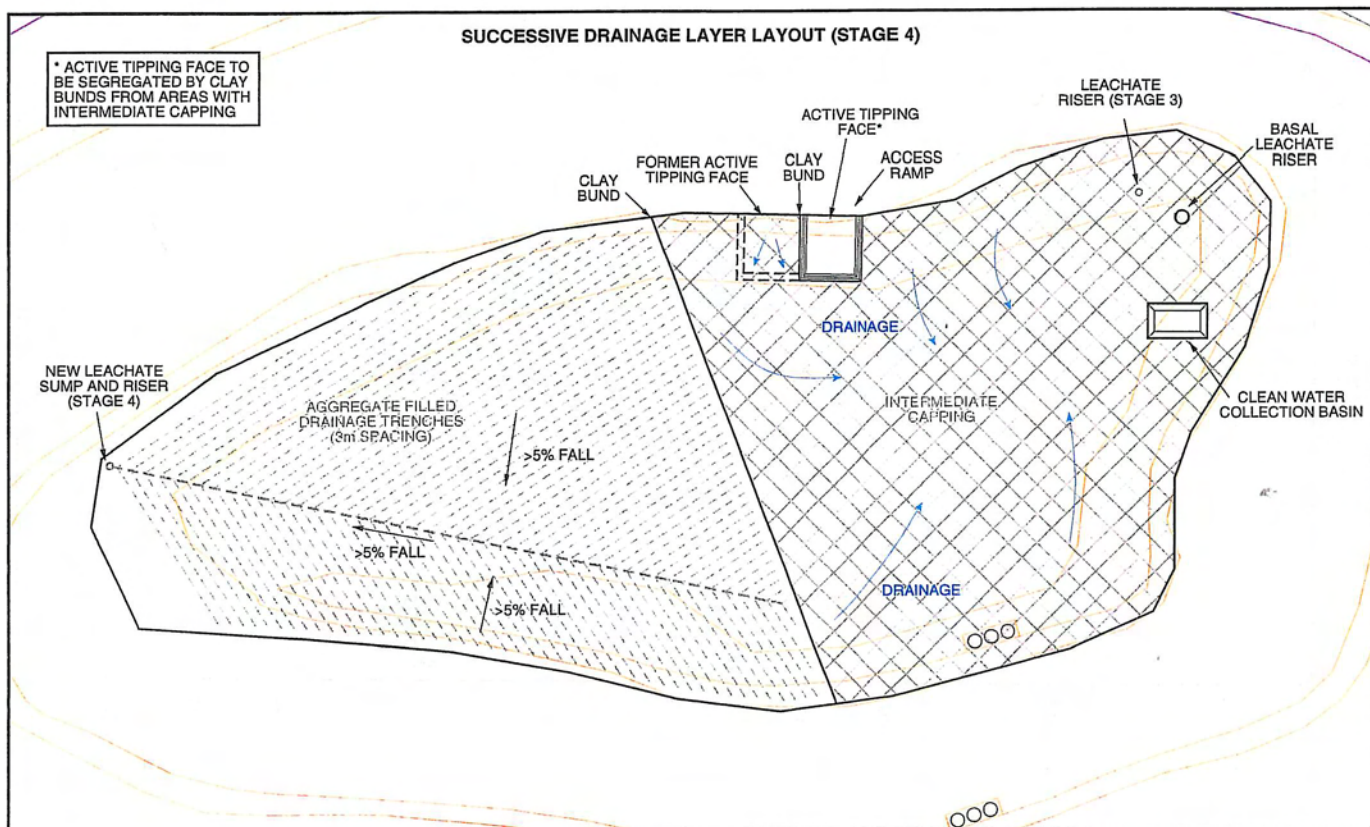 SUCCESSIVE DRAINAGE LAYER LAYOUT (STAGE 4)
* ACTIVE TIPPING FACE TO
BE SEGREGATED BY CLAY
BUNDS FROM AREAS WITH
INTERMEDIATE CAPPING
LEACHATE
RISER (STAGE 3)
BASAL
LEACHATE
RISER
ACTIVE TIPPING
FACE*
FORMER ACTIVE
TIPPING FACE
CLAY
BUND
ACCESS
RAMP
CLAY
BUND
DRAINAGE
NEW LEACHATE
SUMP AND RISER
(STAGE 4)
AGGREGATE FILLED
DRAINAGE TRENCHES
(3m SPACING)
INTERMEDIATE
CAPPING
CLEAN WATER
COLLECTION BASIN
>5% FALL
>5% FALL
>5% FALL
DRAINAGE